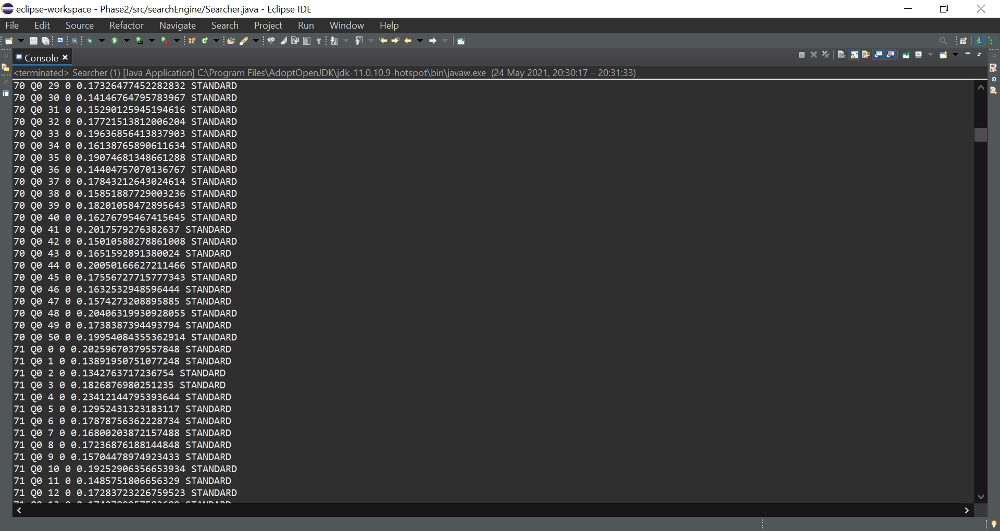 eclipse-workspace - Phase2/src/searchEngine/Searcher.java - Eclipse IDE
File Edit Source Refactor Navigate Search Project Run Window Help
Console
<terminated> Searcher (1) [Java Application] C:\Program Files\AdoptOpenJDK\jdk-11.0.10.9-hotspot\bin\javaw.exe (24 May 2021, 20:30:17 – 20:31:33)
70 Q0 29 0 0.17326477452282832 STANDARD
70 Q0 30 0 0.14146764795783967 STANDARD
70 Q0 31 0 0.15290125945194616 STANDARD
70 Q0 32 0 0.17721513812006204 STANDARD
70 Q0 33 0 0.19636856413837903 STANDARD
70 Q0 34 0 0.16138765890611634 STANDARD
70 Q0 35 0 0.19074681348661288 STANDARD
70 Q0 36 0 0.14404757070136767 STANDARD
70 Q0 37 0 0.17843212643024614 STANDARD
70 Q0 38 0 0.15851887729003236 STANDARD
70 Q0 39 0 0.18201058472895643 STANDARD
70 Q0 40 0 0.16276795467415645 STANDARD
70 Q0 41 0 0.2017579276382637 STANDARD
70 Q0 42 0 0.15010580278861008 STANDARD
70 Q0 43 0 0.1651592891380024 STANDARD
70 Q0 44 0 0.20050166627211466 STANDARD
70 Q0 45 0 0.17556727715777343 STANDARD
70 Q0 46 0 0.1632532948596444 STANDARD
70 Q0 47 0 0.1574273208895885 STANDARD
70 Q0 48 0 0.20406319930928055 STANDARD
70 Q0 49 0 0.1738387394493794 STANDARD
70 Q0 50 0 0.19954084355362914 STANDARD
71 Q0 0 0 0.202596703795578​48 STANDARD
71 Q0 1 0 0.13891950751077248 STANDARD
71 Q0 2 0 0.1342763717236754 STANDARD
71 Q0 3 0 0.1826876980251235 STANDARD
71 Q0 4 0 0.23412144795393644 STANDARD
71 Q0 5 0 0.12952431323183117 STANDARD
71 Q0 6 0 0.17878756362228734 STANDARD
71 Q0 7 0 0.16800203872157488 STANDARD
71 Q0 8 0 0.17236876188144848 STANDARD
71 Q0 9 0 0.15704478974923433 STANDARD
71 Q0 10 0 0.19252906356653934 STANDARD
71 Q0 11 0 0.1485751806656329 STANDARD
71 Q0 12 0 0.17283723226759523 STANDARD